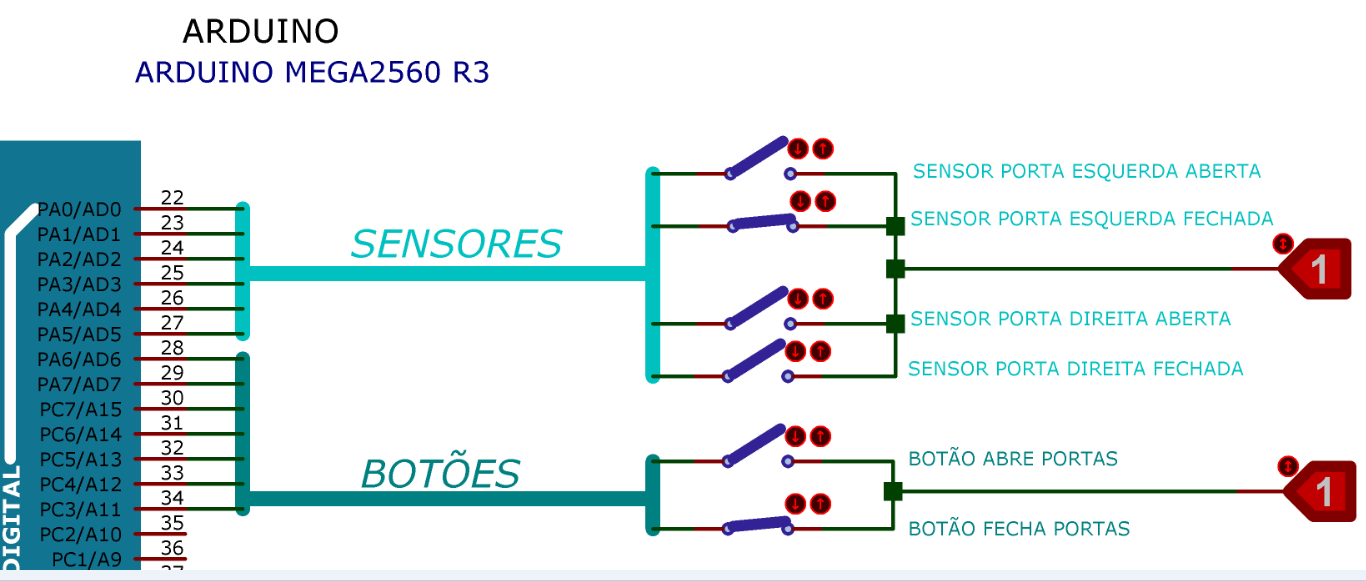 ARDUINO
ARDUINO MEGA2560 R3
PA0/AD0 22
PA1/AD1 23
PA2/AD2 24
PA3/AD3 25
PA4/AD4 26
PA5/AD5 27
PA6/AD6 28
PA7/AD7 29
PC7/A15 30
PC6/A14 31
PC5/A13 32
PC4/A12 33
PC3/A11 34
PC2/A10 35
PC1/A9 36
DIGITAL
SENSORES
BOTÕES
SENSOR PORTA ESQUERDA ABERTA
SENSOR PORTA ESQUERDA FECHADA
1
SENSOR PORTA DIREITA ABERTA
SENSOR PORTA DIREITA FECHADA
BOTÃO ABRE PORTAS
1
BOTÃO FECHA PORTAS